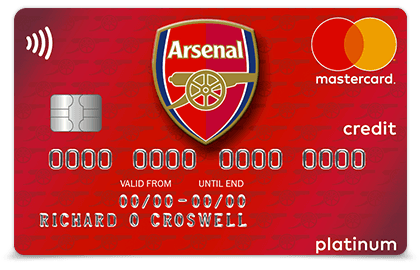 Arsenal
mastercard.
credit
0000 0000 0000 0000
VALID FROM UNTIL END
00/00-00/00
RICHARD O CROSWELL
platinum